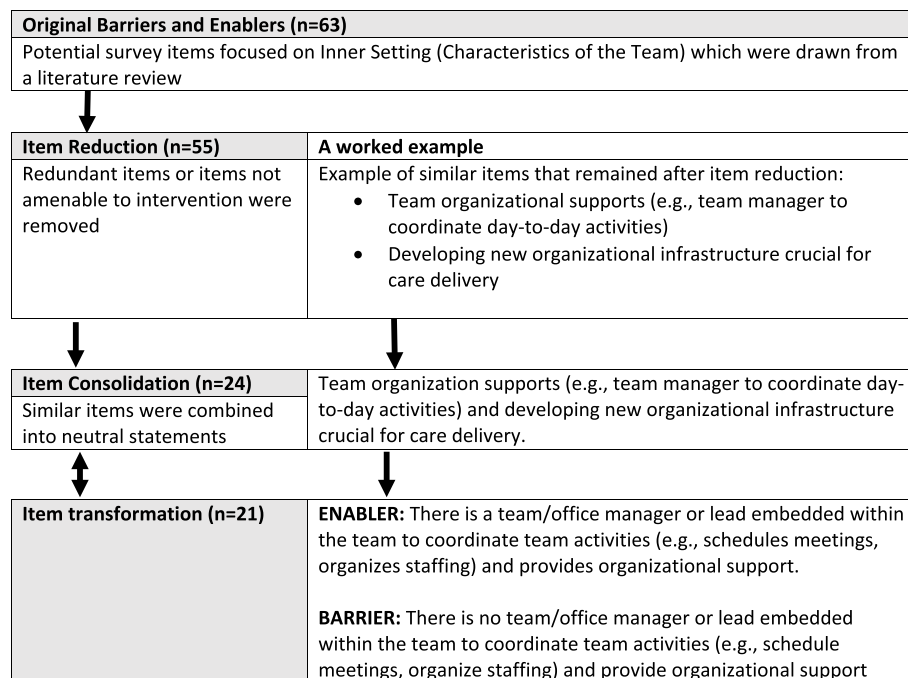 Original Barriers and Enablers (n=63)
Potential survey items focused on Inner Setting (Characteristics of the Team) which were drawn from
a literature review
Item Reduction (n=55)
Redundant items or items not
amenable to intervention were
removed
A worked example
Example of similar items that remained after item reduction:
• Team organizational supports (e.g., team manager to
coordinate day-to-day activities)
• Developing new organizational infrastructure crucial for
care delivery
Item Consolidation (n=24)
Similar items were combined
into neutral statements
Team organization supports (e.g., team manager to coordinate day-
to-day activities) and developing new organizational infrastructure
crucial for care delivery.
Item transformation (n=21)
ENABLER: There is a team/office manager or lead embedded within
the team to coordinate team activities (e.g., schedules meetings,
organizes staffing) and provides organizational support.
BARRIER: There is no team/office manager or lead embedded
within the team to coordinate team activities (e.g., schedule
meetings, organize staffing) and provide organizational support